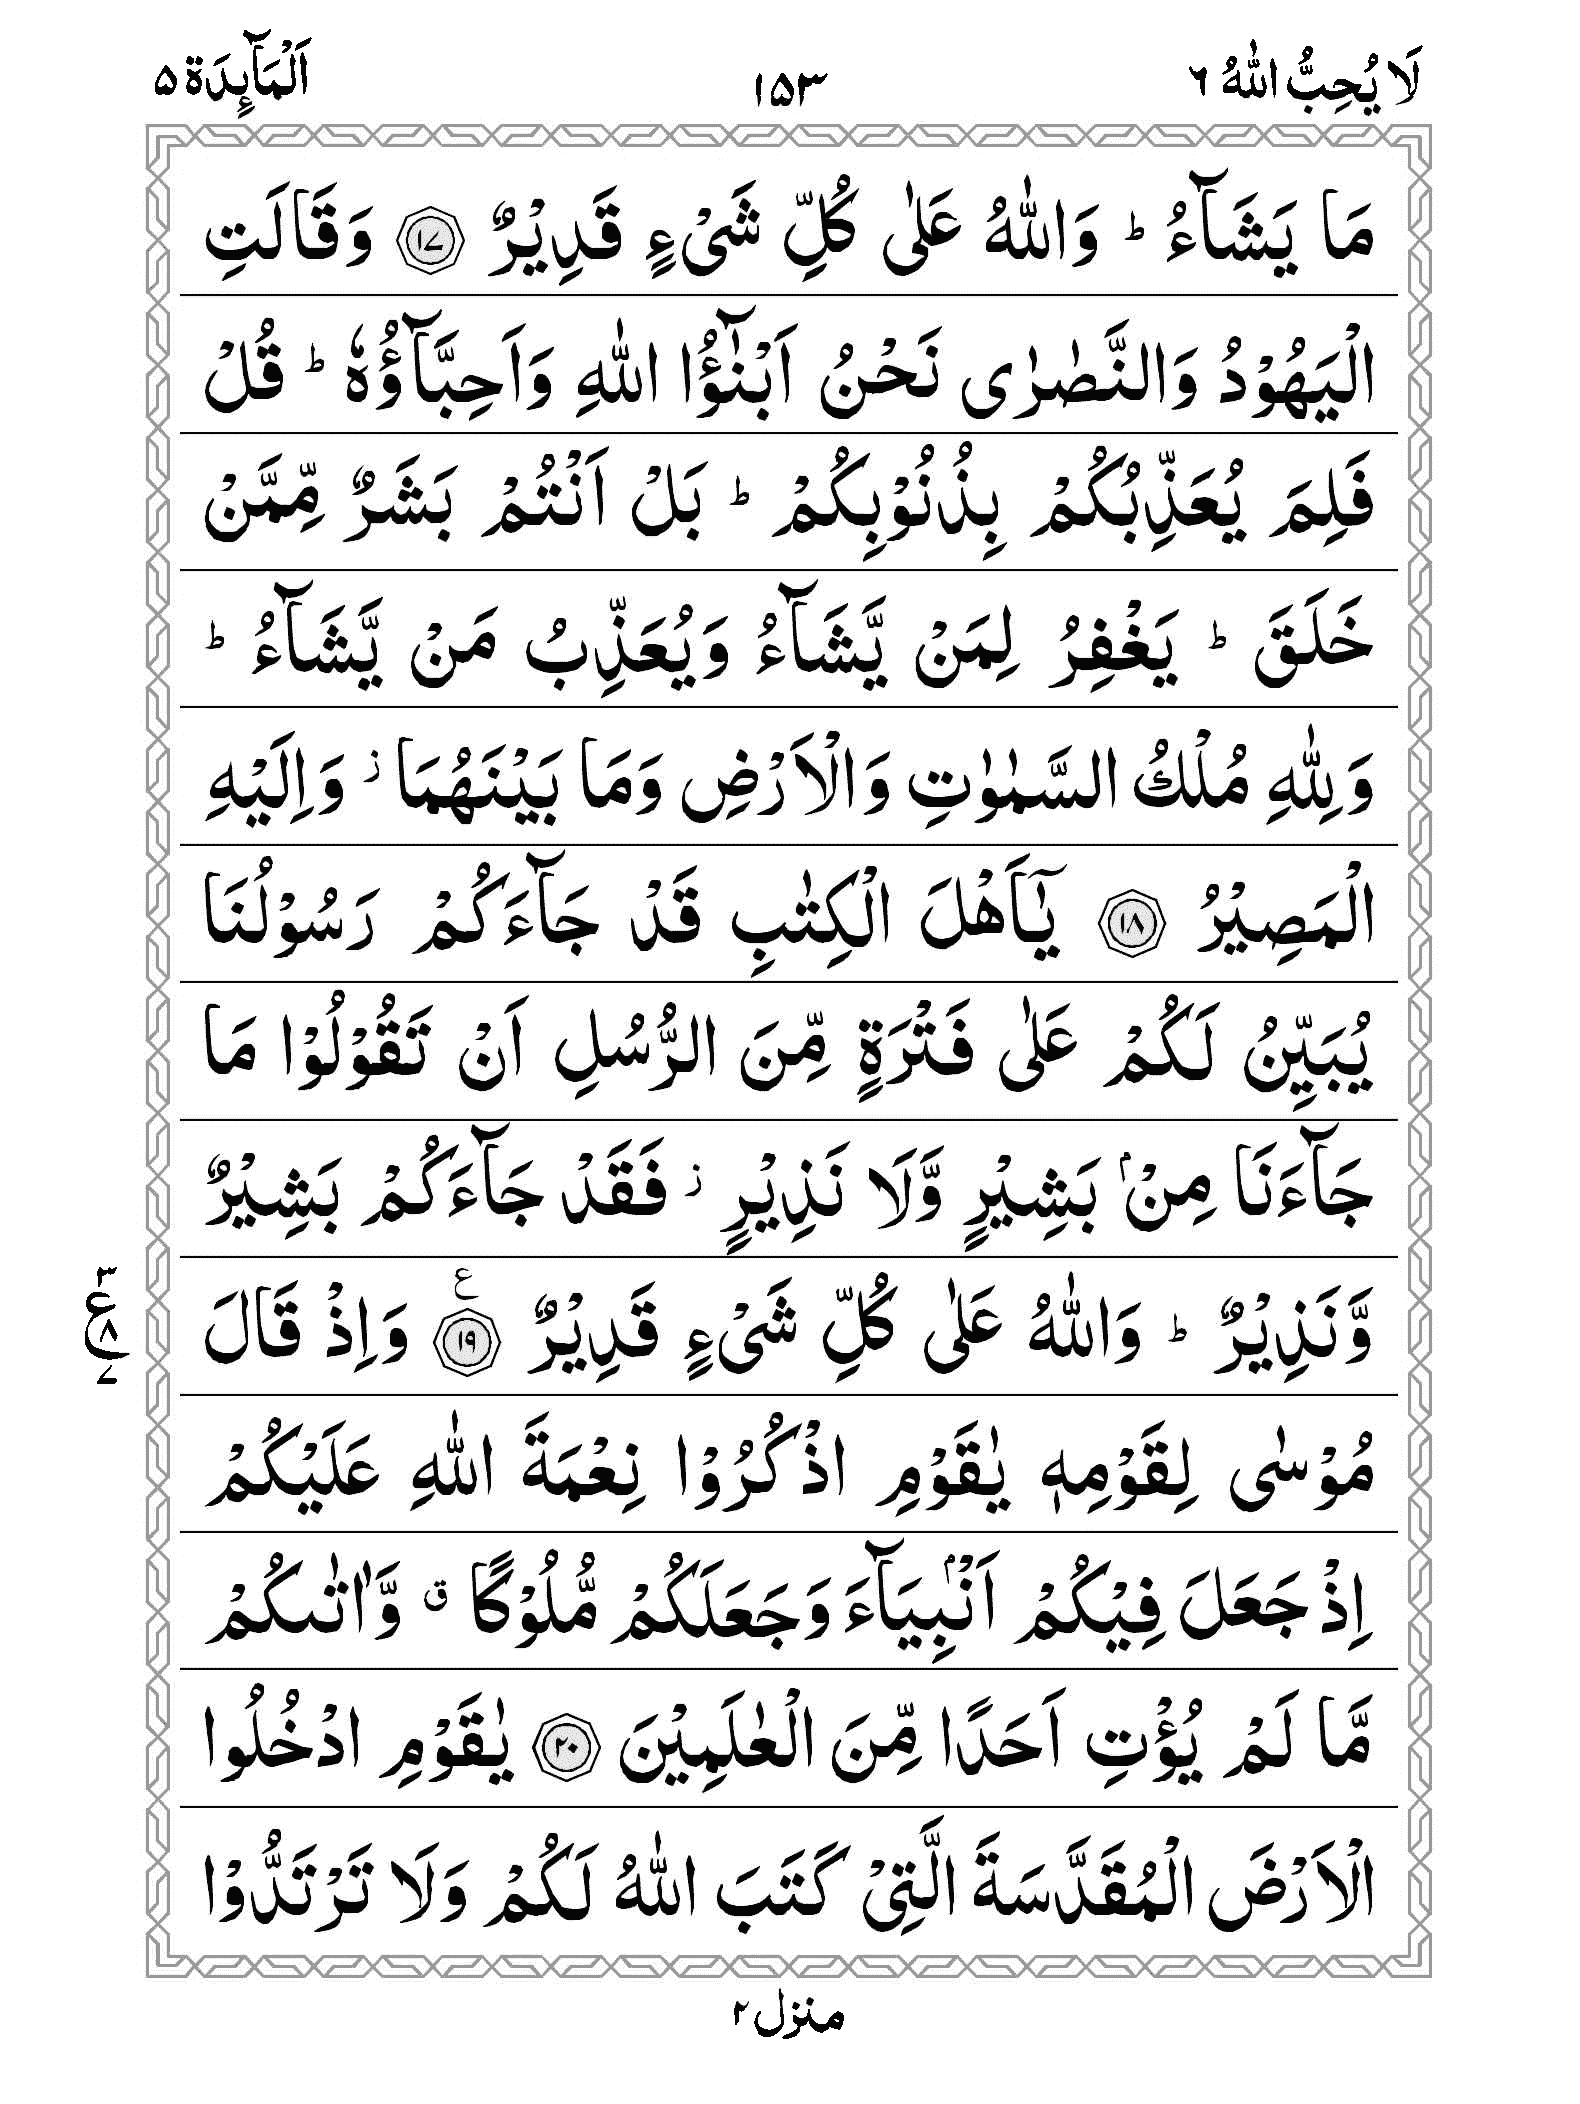 لَا يُحِبُّ اللّٰهُ ٦ ١٥٣ اَلْمَآىِٕدَة ٥
مَا يَشَآءُ ؕ وَاللّٰهُ عَلٰى كُلِّ شَىْءٍ قَدِيْرٌ ﴿١٧﴾ وَقَالَتِ
الْيَهُوْدُ وَالنَّصٰرٰى نَحْنُ اَبْنٰٓؤُا اللّٰهِ وَاَحِبَّآؤُهٗ ؕ قُلْ
فَلِمَ يُعَذِّبُكُمْ بِذُنُوْبِكُمْ ؕ بَلْ اَنْتُمْ بَشَرٌ مِّمَّنْ
خَلَقَ ؕ يَغْفِرُ لِمَنْ يَّشَآءُ وَيُعَذِّبُ مَنْ يَّشَآءُ ؕ
وَلِلّٰهِ مُلْكُ السَّمٰوٰتِ وَالْاَرْضِ وَمَا بَيْنَهُمَا ؗ وَاِلَيْهِ
الْمَصِيْرُ ﴿١٨﴾ يٰۤاَهْلَ الْكِتٰبِ قَدْ جَآءَكُمْ رَسُوْلُنَا
يُبَيِّنُ لَكُمْ عَلٰى فَتْرَةٍ مِّنَ الرُّسُلِ اَنْ تَقُوْلُوْا مَا
جَآءَنَا مِنْۢ بَشِيْرٍ وَّلَا نَذِيْرٍ ؗ فَقَدْ جَآءَكُمْ بَشِيْرٌ
وَّنَذِيْرٌ ؕ وَاللّٰهُ عَلٰى كُلِّ شَىْءٍ قَدِيْرٌ ﴿١٩﴾ ع وَاِذْ قَالَ
٣ ع ٨ ٧
مُوْسٰى لِقَوْمِهٖ يٰقَوْمِ اذْكُرُوْا نِعْمَةَ اللّٰهِ عَلَيْكُمْ
اِذْ جَعَلَ فِيْكُمْ اَنْۢبِيَآءَ وَجَعَلَكُمْ مُّلُوْكًا ق وَّاٰتٰىكُمْ
مَّا لَمْ يُؤْتِ اَحَدًا مِّنَ الْعٰلَمِيْنَ ﴿٢٠﴾ يٰقَوْمِ ادْخُلُوا
الْاَرْضَ الْمُقَدَّسَةَ الَّتِىْ كَتَبَ اللّٰهُ لَكُمْ وَلَا تَرْتَدُّوْا
منزل ٢